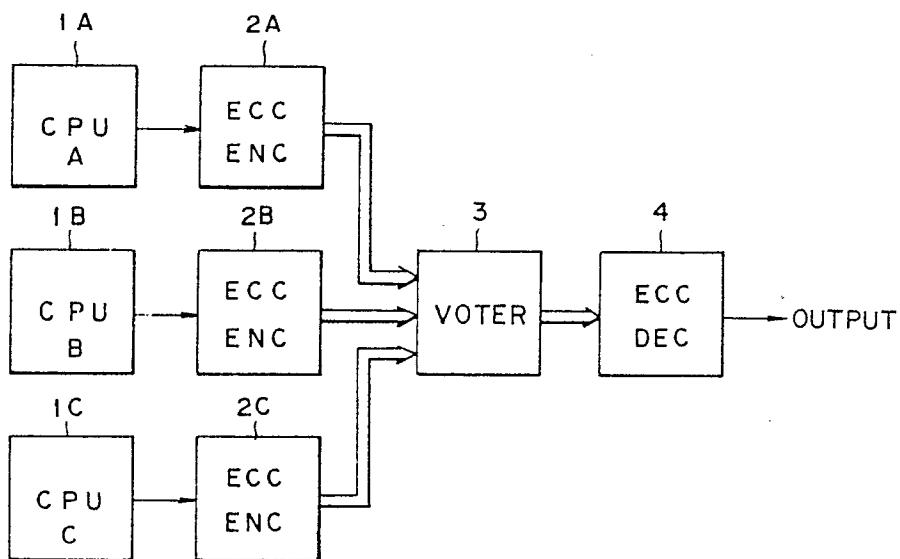 1A
2A
CPU
A
ECC
ENC
1B
2B
3
4
CPU
B
ECC
ENC
VOTER
ECC
DEC
OUTPUT
1C
2C
CPU
C
ECC
ENC